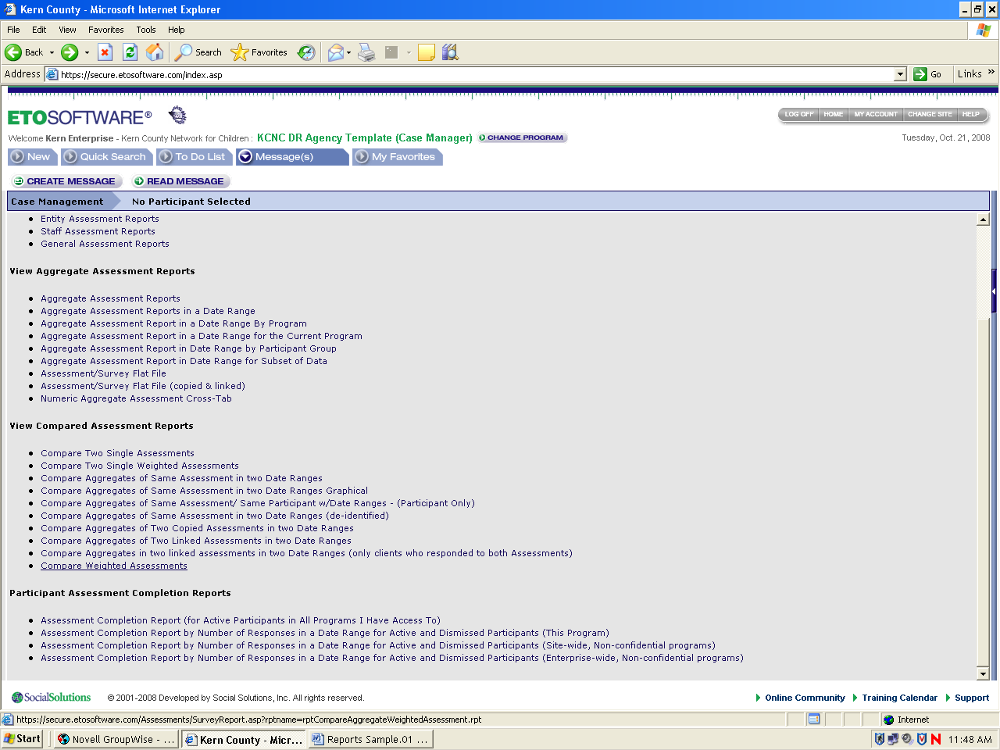 Kern County - Microsoft Internet Explorer
File Edit View Favorites Tools Help
Back Search Favorites
Address https://secure.etosoftware.com/index.asp Go Links »
ETOSOFTWARE® LOG OFF HOME MY ACCOUNT CHANGE SITE HELP
Welcome Kern Enterprise - Kern County Network for Children : KCNC DR Agency Template (Case Manager) CHANGE PROGRAM Tuesday, Oct. 21, 2008
New Quick Search To Do List Message(s) My Favorites
CREATE MESSAGE READ MESSAGE
Case Management No Participant Selected
• Entity Assessment Reports
• Staff Assessment Reports
• General Assessment Reports
View Aggregate Assessment Reports
• Aggregate Assessment Reports
• Aggregate Assessment Reports in a Date Range
• Aggregate Assessment Report in a Date Range By Program
• Aggregate Assessment Report in a Date Range for the Current Program
• Aggregate Assessment Report in Date Range by Participant Group
• Aggregate Assessment Report in Date Range for Subset of Data
• Assessment/Survey Flat File
• Assessment/Survey Flat File (copied & linked)
• Numeric Aggregate Assessment Cross-Tab
View Compared Assessment Reports
• Compare Two Single Assessments
• Compare Two Single Weighted Assessments
• Compare Aggregates of Same Assessment in two Date Ranges
• Compare Aggregates of Same Assessment in two Date Ranges Graphical
• Compare Aggregates of Same Assessment/ Same Participant w/Date Ranges - (Participant Only)
• Compare Aggregates of Same Assessment in two Date Ranges (de-identified)
• Compare Aggregates of Two Copied Assessments in two Date Ranges
• Compare Aggregates of Two Linked Assessments in two Date Ranges
• Compare Aggregates in two linked assessments in two Date Ranges (only clients who responded to both Assessments)
• Compare Weighted Assessments
Participant Assessment Completion Reports
• Assessment Completion Report (for Active Participants in All Programs I Have Access To)
• Assessment Completion Report by Number of Responses in a Date Range for Active and Dismissed Participants (This Program)
• Assessment Completion Report by Number of Responses in a Date Range for Active and Dismissed Participants (Site-wide, Non-confidential programs)
• Assessment Completion Report by Number of Responses in a Date Range for Active and Dismissed Participants (Enterprise-wide, Non-confidential programs)
SocialSolutions © 2001-2008 Developed by Social Solutions, Inc. All rights reserved. Online Community Training Calendar Support
https://secure.etosoftware.com/Assessments/SurveyReport.asp?rptname=rptCompareAggregateWeightedAssessment.rpt Internet
Start Novell GroupWise - ... Kern County - Micr... Reports Sample.01 ... 11:48 AM